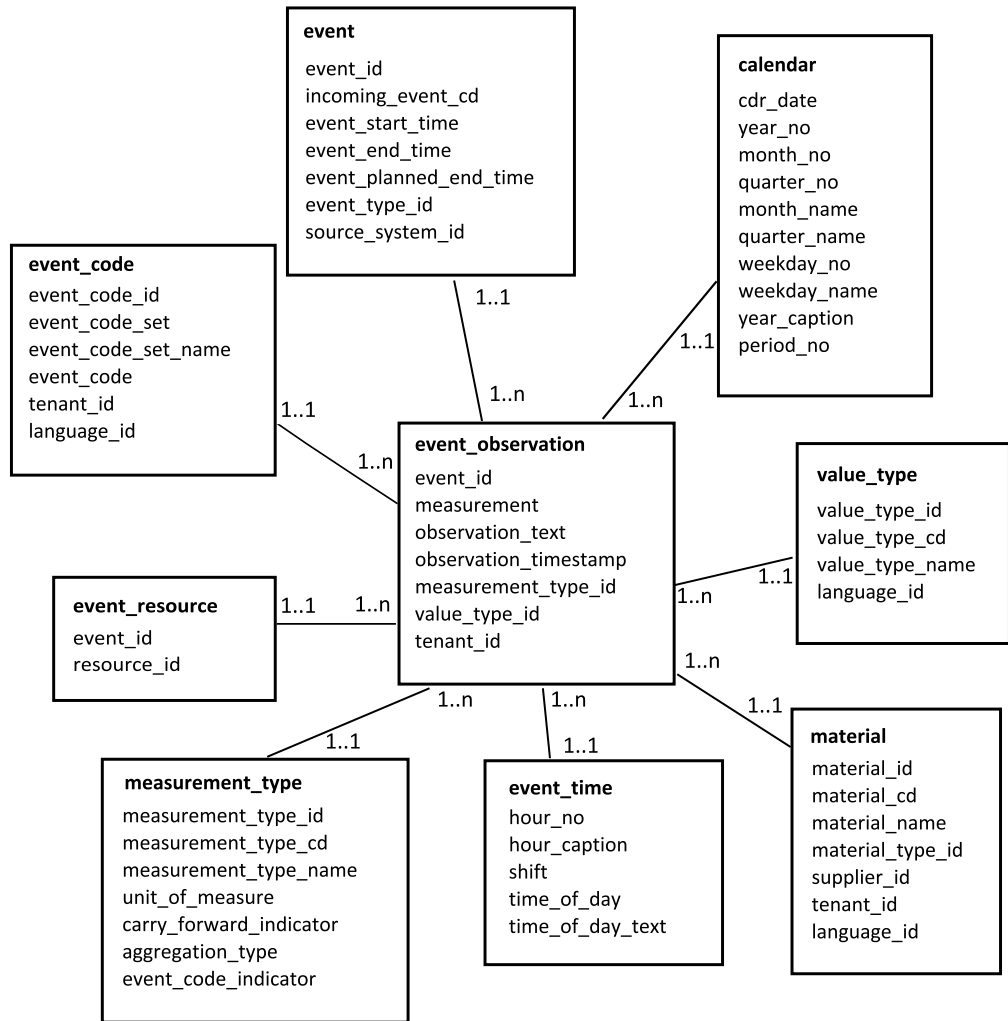 event
event_id
incoming_event_cd
event_start_time
event_end_time
event_planned_end_time
event_type_id
source_system_id
calendar
cdr_date
year_no
month_no
quarter_no
month_name
quarter_name
weekday_no
weekday_name
year_caption
period_no
event_code
event_code_id
event_code_set
event_code_set_name
event_code
tenant_id
language_id
1..1
1..n
1..1
1..n
1..1
1..n
event_observation
event_id
measurement
observation_text
observation_timestamp
measurement_type_id
value_type_id
tenant_id
value_type
value_type_id
value_type_cd
value_type_name
language_id
1..1
1..n
event_resource
event_id
resource_id
1..1
1..n
1..n
1..1
1..n
1..1
1..n
1..1
measurement_type
measurement_type_id
measurement_type_cd
measurement_type_name
unit_of_measure
carry_forward_indicator
aggregation_type
event_code_indicator
event_time
hour_no
hour_caption
shift
time_of_day
time_of_day_text
material
material_id
material_cd
material_name
material_type_id
supplier_id
tenant_id
language_id